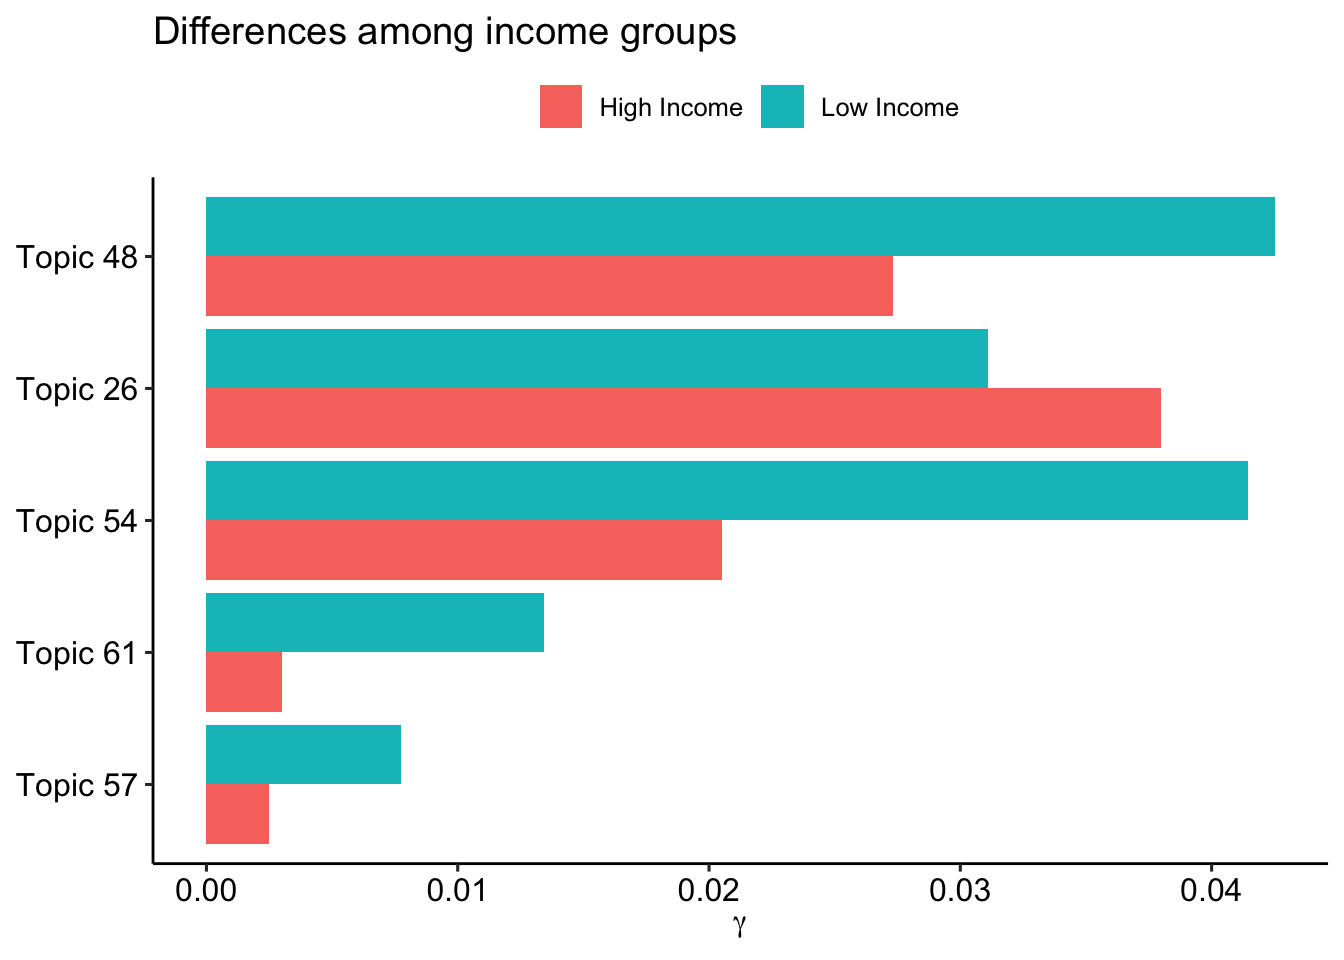 Differences among income groups
High Income Low Income
Topic 48
Topic 26
Topic 54
Topic 61
Topic 57
0.00 0.01 0.02 0.03 0.04
γ